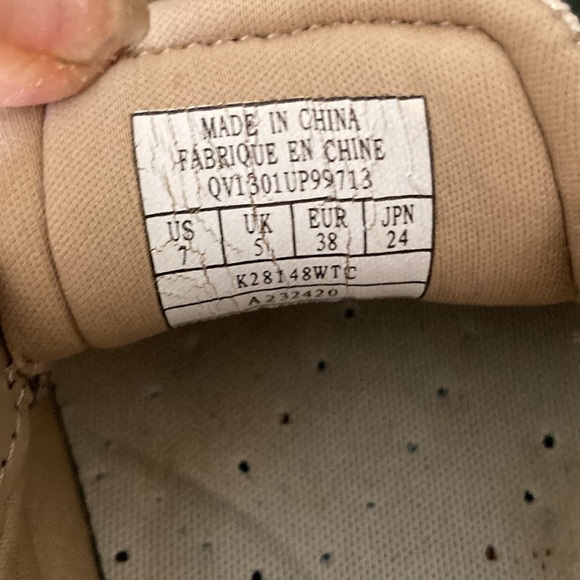 MADE IN CHINA
FABRIQUE EN CHINE
QV1301UP99713
US UK EUR JPN
7 5 38 24
K28148WTC
A232420